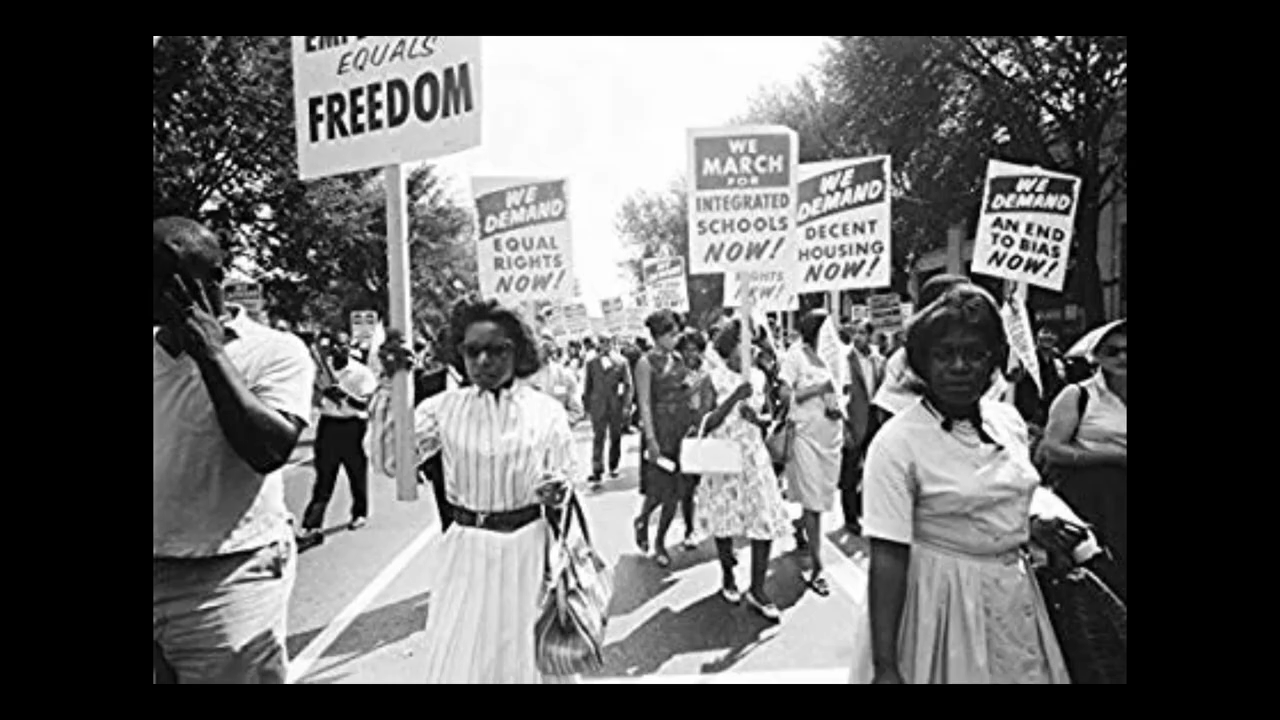 EQUALS
FREEDOM
WE
DEMAND
EQUAL
RIGHTS
NOW!
WE
MARCH
FOR
INTEGRATED
SCHOOLS
NOW!
WE
DEMAND
DECENT
HOUSING
NOW!
WE
DEMAND
AN END
TO BIAS
NOW!